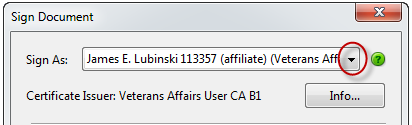 Sign Document
Sign As: James E. Lubinski 113357 (affiliate) (Veterans Aff
Certificate Issuer: Veterans Affairs User CA B1 Info...